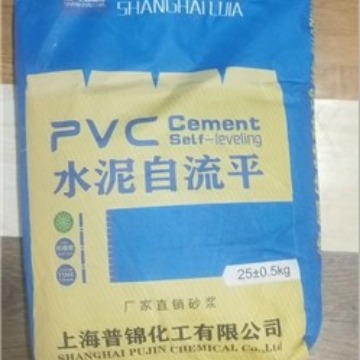 SHANGHAI LUJIA
PVC Cement
Self-leveling
水泥自流平
25±0.5kg
厂家直销砂浆
上海普锦化工有限公司
SHANGHAI PUJIN CHEMICAL Co.,Ltd